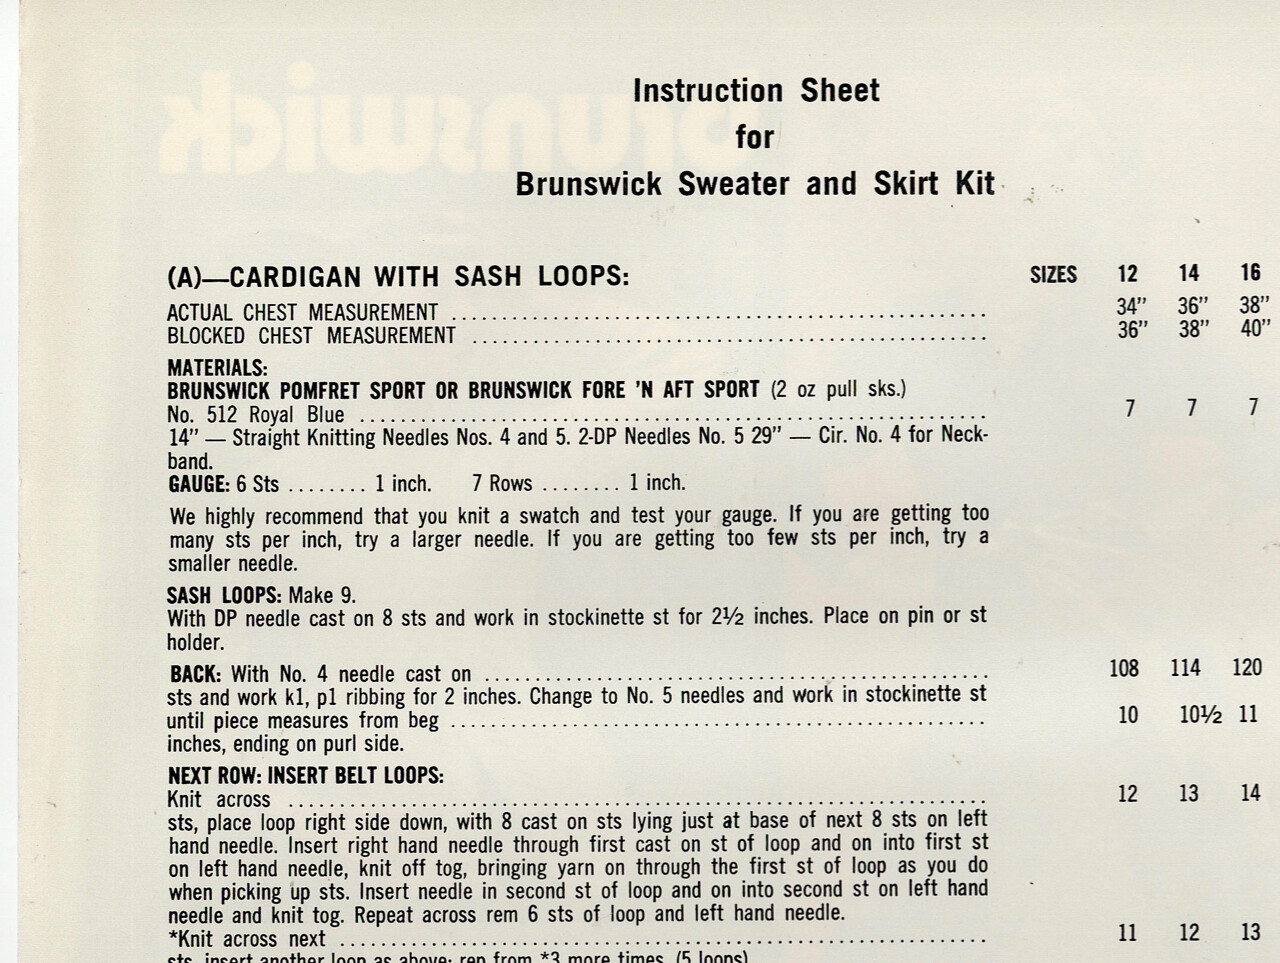 Instruction Sheet
for
Brunswick Sweater and Skirt Kit
brunswick
(A)—CARDIGAN WITH SASH LOOPS: SIZES 12 14 16
ACTUAL CHEST MEASUREMENT ........ 34” 36” 38”
BLOCKED CHEST MEASUREMENT ........ 36” 38” 40”
MATERIALS:
BRUNSWICK POMFRET SPORT OR BRUNSWICK FORE 'N AFT SPORT (2 oz pull sks.)
No. 512 Royal Blue ........ 7 7 7
14” — Straight Knitting Needles Nos. 4 and 5. 2-DP Needles No. 5 29” — Cir. No. 4 for Neck-
band.
GAUGE: 6 Sts ........ 1 inch. 7 Rows ........ 1 inch.
We highly recommend that you knit a swatch and test your gauge. If you are getting too
many sts per inch, try a larger needle. If you are getting too few sts per inch, try a
smaller needle.
SASH LOOPS: Make 9.
With DP needle cast on 8 sts and work in stockinette st for 2½ inches. Place on pin or st
holder.
BACK: With No. 4 needle cast on ........ 108 114 120
sts and work k1, p1 ribbing for 2 inches. Change to No. 5 needles and work in stockinette st
until piece measures from beg ........ 10 10½ 11
inches, ending on purl side.
NEXT ROW: INSERT BELT LOOPS:
Knit across ........ 12 13 14
sts, place loop right side down, with 8 cast on sts lying just at base of next 8 sts on left
hand needle. Insert right hand needle through first cast on st of loop and on into first st
on left hand needle, knit off tog, bringing yarn on through the first st of loop as you do
when picking up sts. Insert needle in second st of loop and on into second st on left hand
needle and knit tog. Repeat across rem 6 sts of loop and left hand needle.
*Knit across next ........ 11 12 13
sts, insert another loop as above; rep from *3 more times. (5 loops)